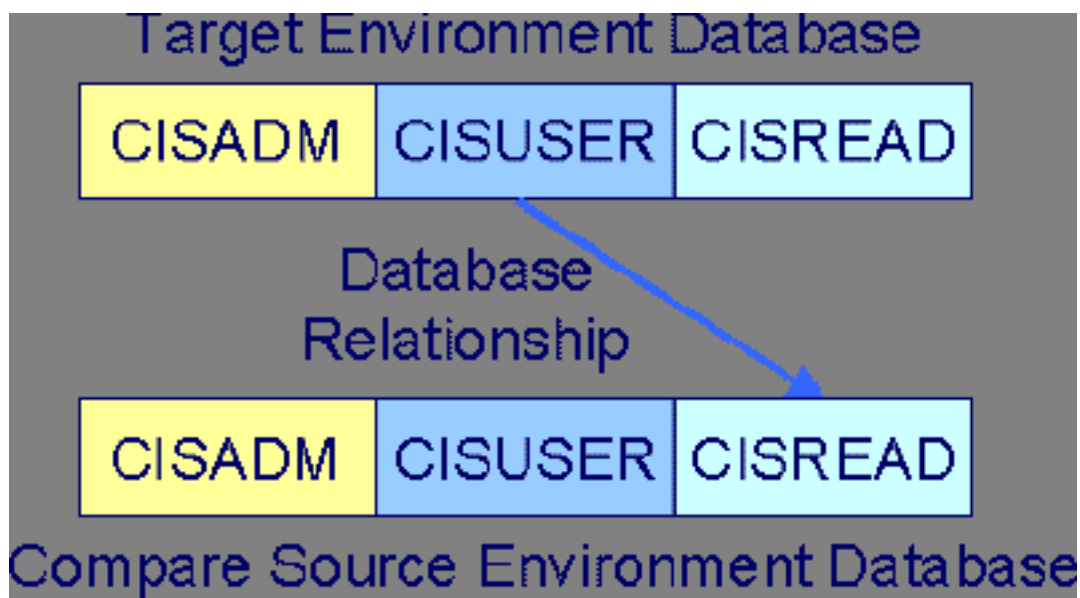 Target Environment Database
CISADM CISUSER CISREAD
Database
Relationship
CISADM CISUSER CISREAD
Compare Source Environment Database